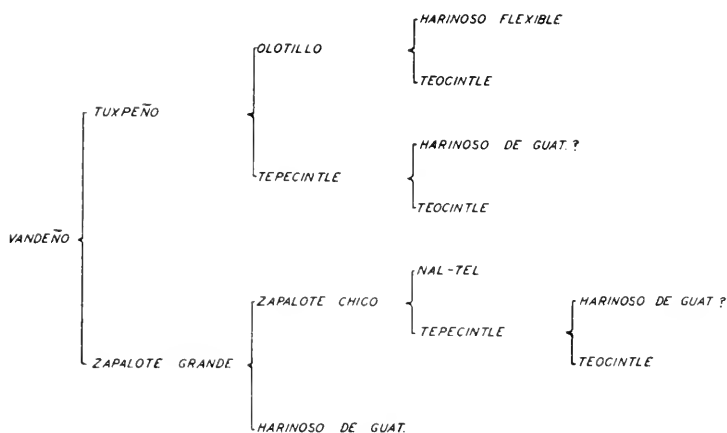 HARINOSO FLEXIBLE
OLOTILLO
TEOCINTLE
TUXPEÑO
HARINOSO DE GUAT. ?
TEPECINTLE
TEOCINTLE
VANDEÑO
NAL-TEL
ZAPALOTE CHICO
HARINOSO DE GUAT ?
TEPECINTLE
ZAPALOTE GRANDE
TEOCINTLE
HARINOSO DE GUAT.